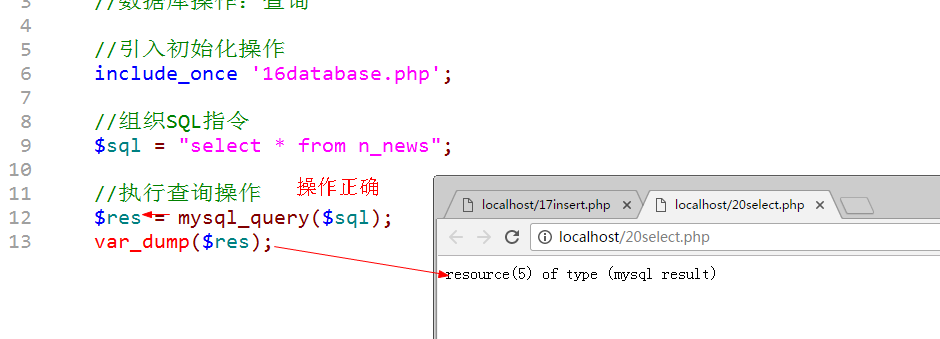 3 //数据库操作：查询
4
5 //引入初始化操作
6 include_once '16database.php';
7
8 //组织SQL指令
9 $sql = "select * from n_news";
10
11 //执行查询操作 操作正确
12 $res = mysql_query($sql);
13 var_dump($res);
localhost/17insert.php × localhost/20select.php ×
localhost/20select.php
resource(5) of type (mysql result)